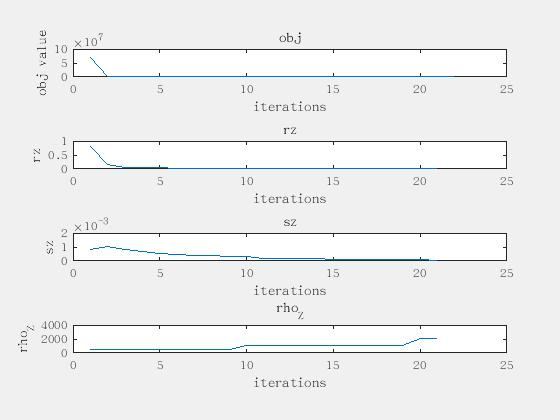 obj
×10^7
10
5
0
obj value
0 5 10 15 20 25
itrerations
rz
1
0.5
0
rz
0 5 10 15 20 25
iterations
sz
×10^-3
2
1
0
sz
0 5 10 15 20 25
iterations
rho_z
4000
2000
0
rho_z
0 5 10 15 20 25
iterations